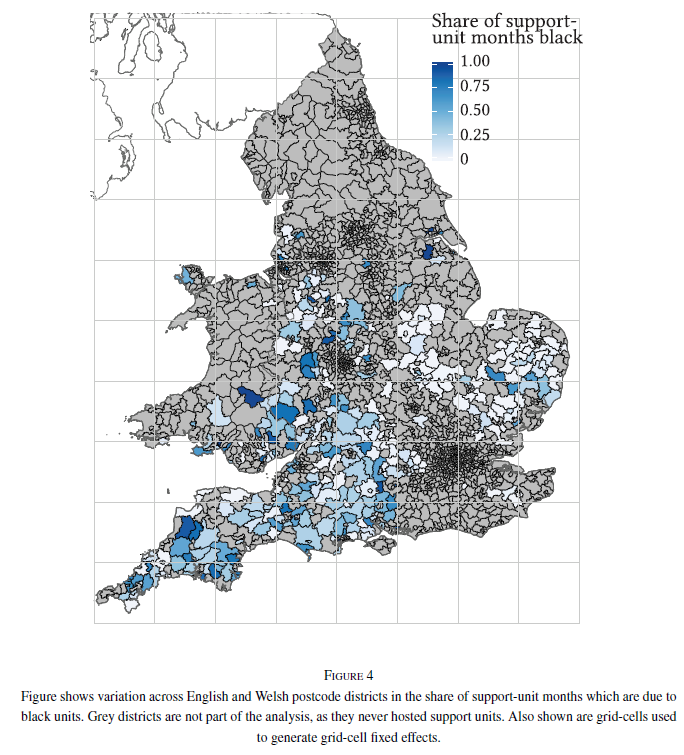 Share of support-
unit months black
1.00
0.75
0.50
0.25
0
FIGURE 4
Figure shows variation across English and Welsh postcode districts in the share of support-unit months which are due to
black units. Grey districts are not part of the analysis, as they never hosted support units. Also shown are grid-cells used
to generate grid-cell fixed effects.